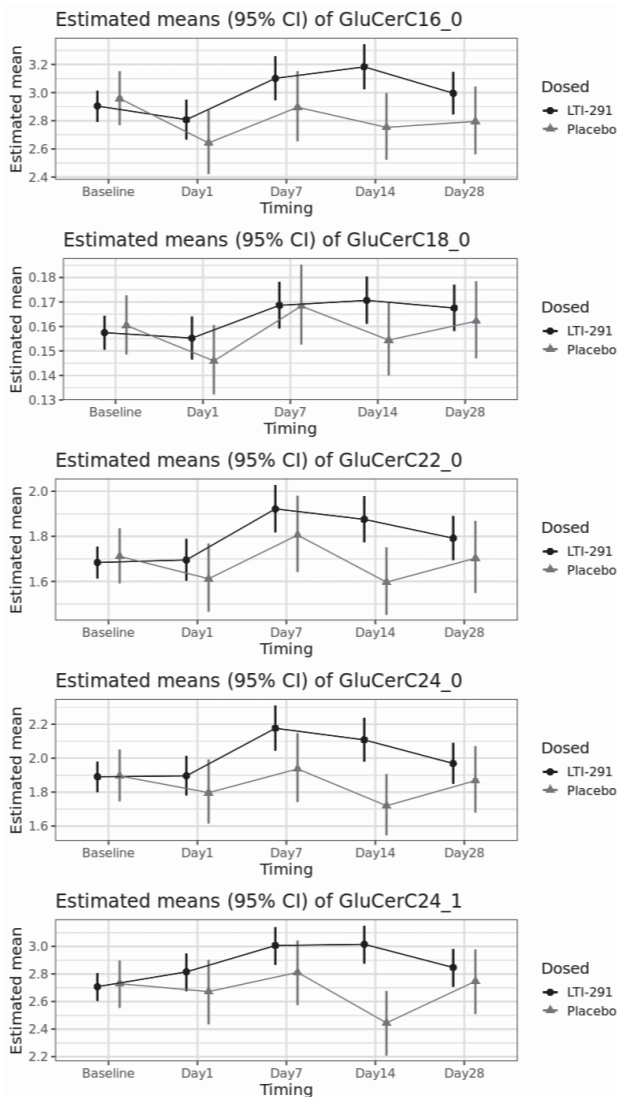 Estimated means (95% CI) of GluCerC16_0
Estimated mean
3.2
3.0
2.8
2.6
2.4
Baseline Day1 Day7 Day14 Day28
Timing
Dosed
LTI-291
Placebo
Estimated means (95% CI) of GluCerC18_0
Estimated mean
0.18
0.17
0.16
0.15
0.14
0.13
Baseline Day1 Day7 Day14 Day28
Timing
Dosed
LTI-291
Placebo
Estimated means (95% CI) of GluCerC22_0
Estimated mean
2.0
1.8
1.6
Baseline Day1 Day7 Day14 Day28
Timing
Dosed
LTI-291
Placebo
Estimated means (95% CI) of GluCerC24_0
Estimated mean
2.2
2.0
1.8
1.6
Baseline Day1 Day7 Day14 Day28
Timing
Dosed
LTI-291
Placebo
Estimated means (95% CI) of GluCerC24_1
Estimated mean
3.0
2.8
2.6
2.4
2.2
Baseline Day1 Day7 Day14 Day28
Timing
Dosed
LTI-291
Placebo